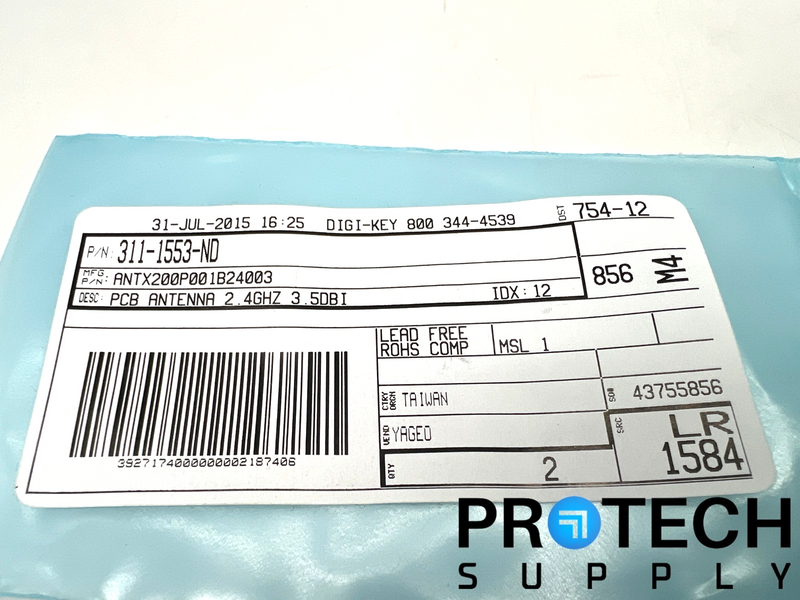 31-JUL-2015 16:25 DIGI-KEY 800 344-4539
DST 754-12
P/N: 311-1553-ND
MFG P/N: ANTX200P001B24003
DESC: PCB ANTENNA 2.4GHZ 3.5DBI IDX: 12
856 M4
LEAD FREE
ROHS COMP
MSL 1
CTRY ORGN TAIWAN
SO# 43755856
VEND YAGEO
SRC LR
1584
QTY 2
3927174000000002187406
PROTECH
SUPPLY